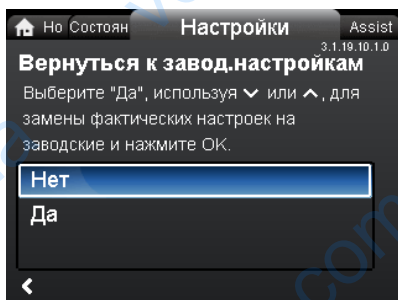 Но Состоян Настройки Assist
3.1.19.10.1.0
Вернуться к завод.настройкам
Выберите "Да", используя ⌄ или ⌃, для
замены фактических настроек на
заводские и нажмите OK.
Нет
Да